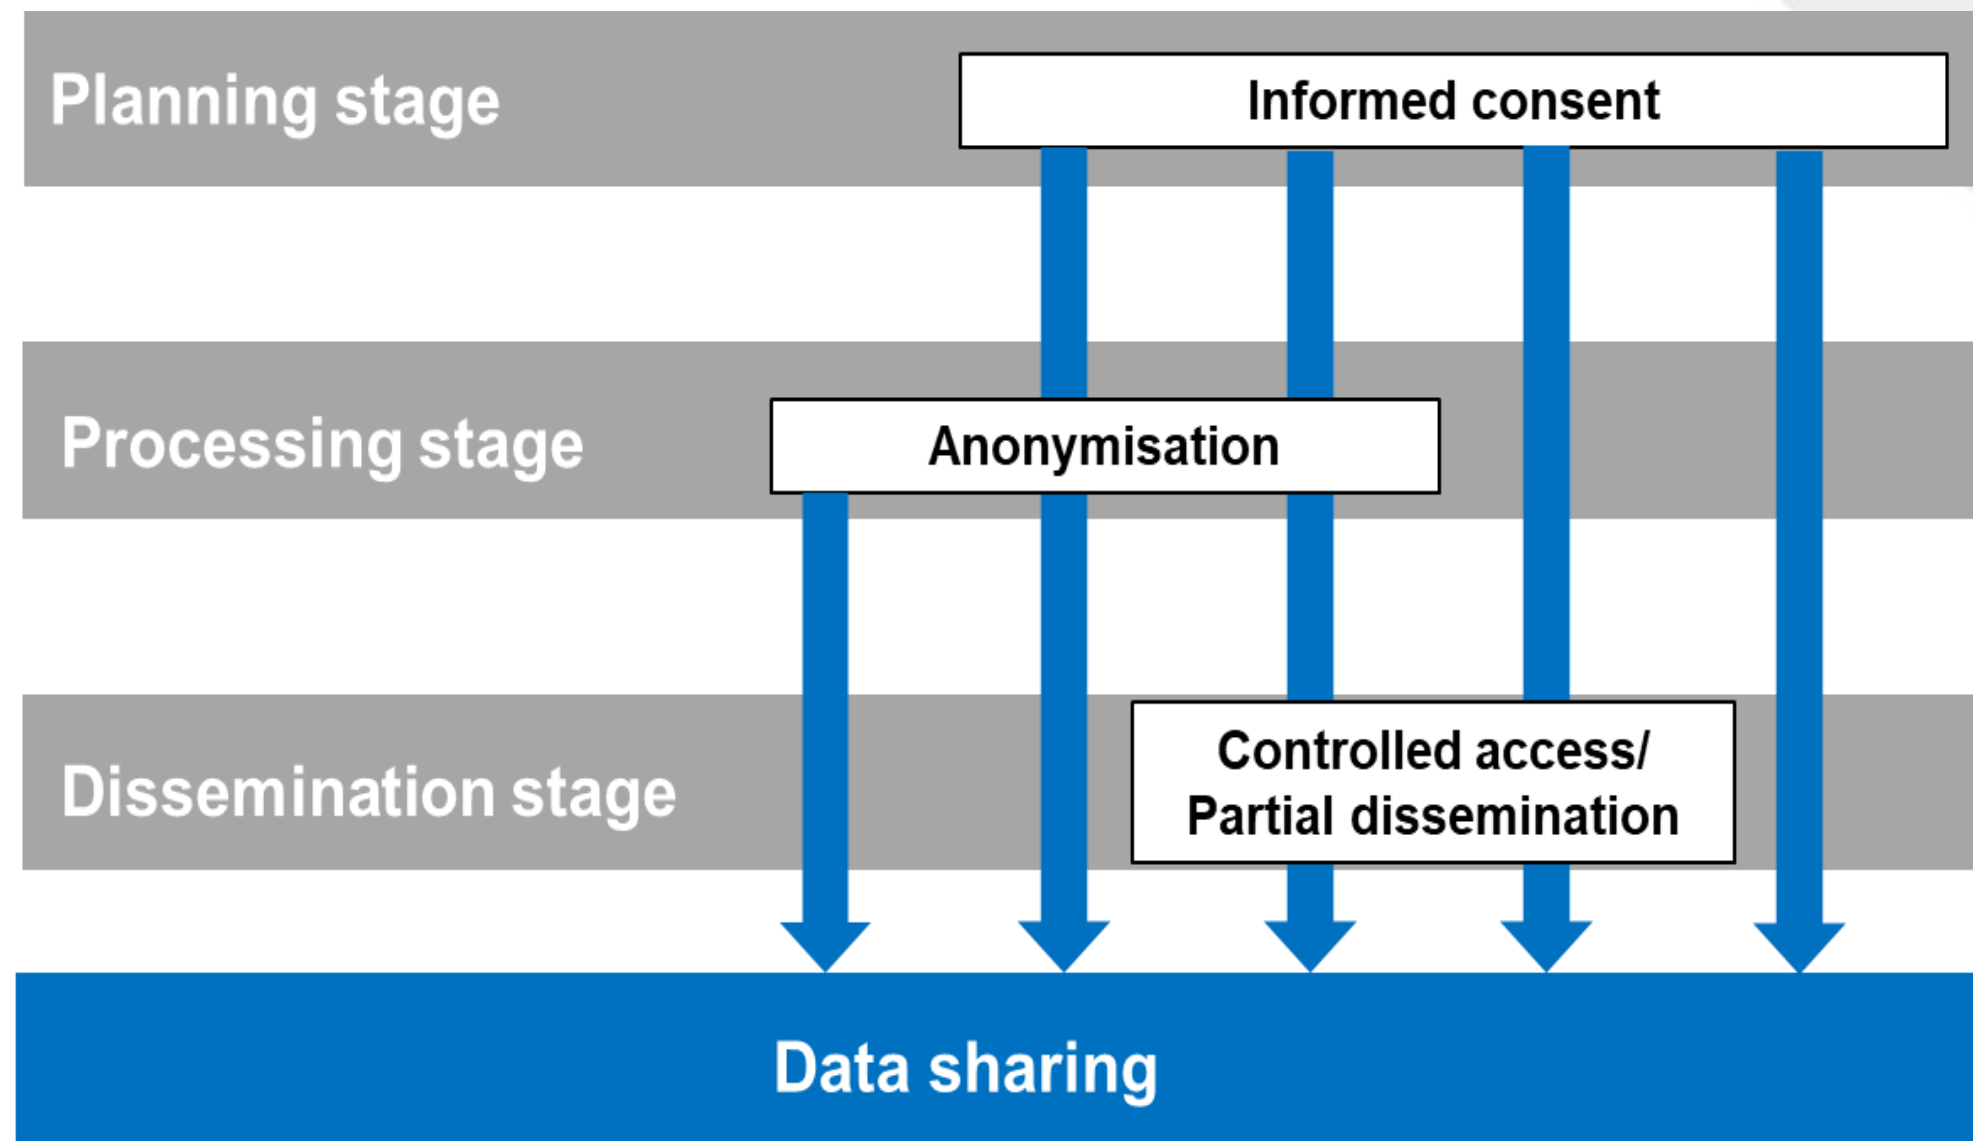 Planning stage
Informed consent
Processing stage
Anonymisation
Dissemination stage
Controlled access/
Partial dissemination
Data sharing